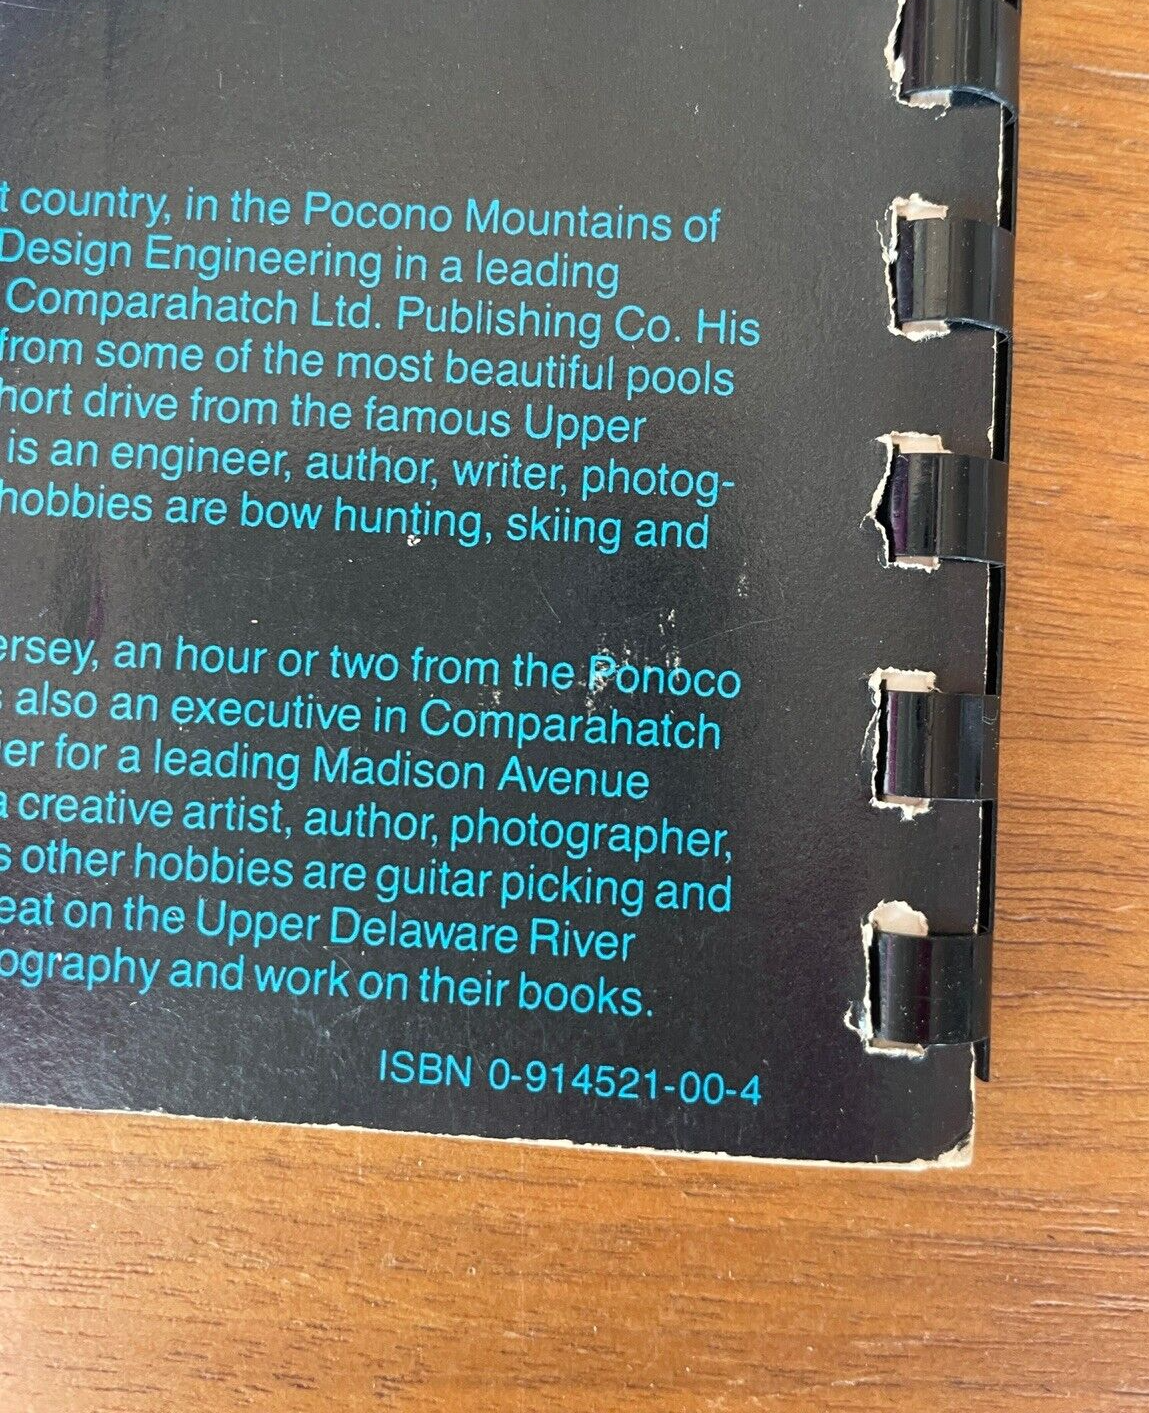 country, in the Pocono Mountains of
Design Engineering in a leading
Comparahatch Ltd. Publishing Co. His
from some of the most beautiful pools
hort drive from the famous Upper
is an engineer, author, writer, photog-
hobbies are bow hunting, skiing and
ersey, an hour or two from the Ponoco
also an executive in Comparahatch
er for a leading Madison Avenue
a creative artist, author, photographer,
s other hobbies are guitar picking and
eat on the Upper Delaware River
ography and work on their books.
ISBN 0-914521-00-4